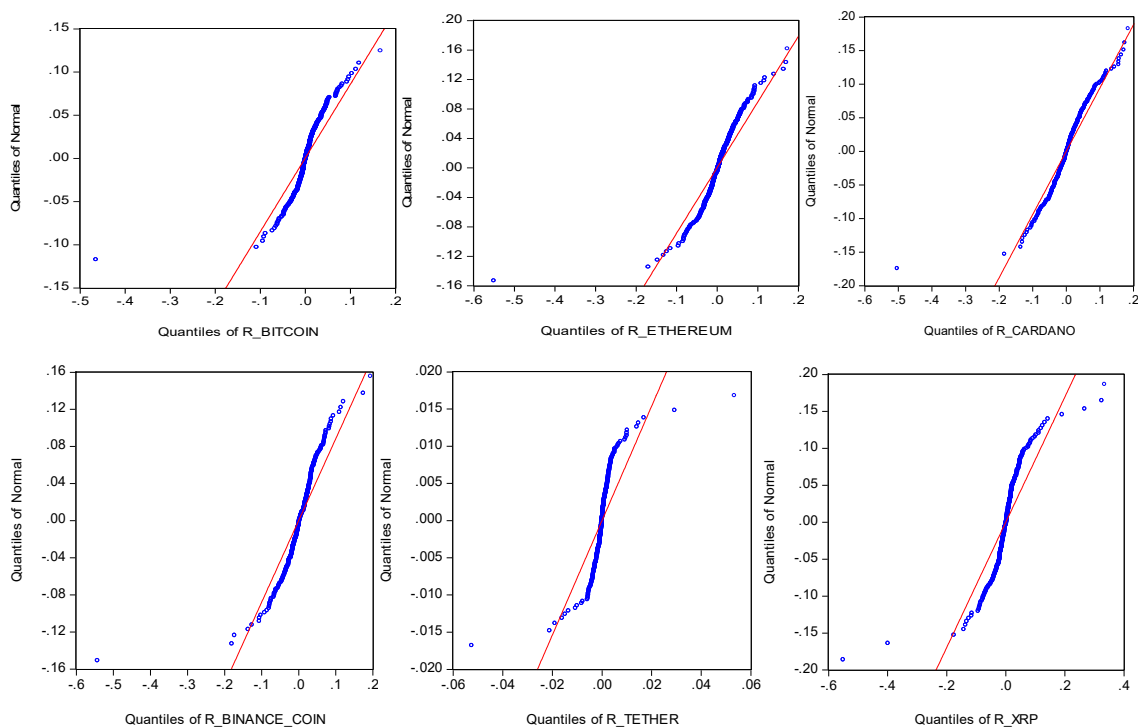 .15
.10
.05
.00
-.05
-.10
-.15
-.5 -.4 -.3 -.2 -.1 .0 .1 .2
Quantiles of Normal
Quantiles of R_BITCOIN
.20
.16
.12
.08
.04
.00
-.04
-.08
-.12
-.16
-.6 -.5 -.4 -.3 -.2 -.1 .0 .1 .2
Quantiles of Normal
Quantiles of R_ETHEREUM
.20
.15
.10
.05
.00
-.05
-.10
-.15
-.20
-.6 -.5 -.4 -.3 -.2 -.1 .0 .1 .2
Quantiles of Normal
Quantiles of R_CARDANO
.16
.12
.08
.04
.00
-.04
-.08
-.12
-.16
-.6 -.5 -.4 -.3 -.2 -.1 .0 .1 .2
Quantiles of Normal
Quantiles of R_BINANCE_COIN
.020
.015
.010
.005
.000
-.005
-.010
-.015
-.020
-.06 -.04 -.02 .00 .02 .04 .06
Quantiles of Normal
Quantiles of R_TETHER
.20
.15
.10
.05
.00
-.05
-.10
-.15
-.20
-.6 -.4 -.2 .0 .2 .4
Quantiles of Normal
Quantiles of R_XRP